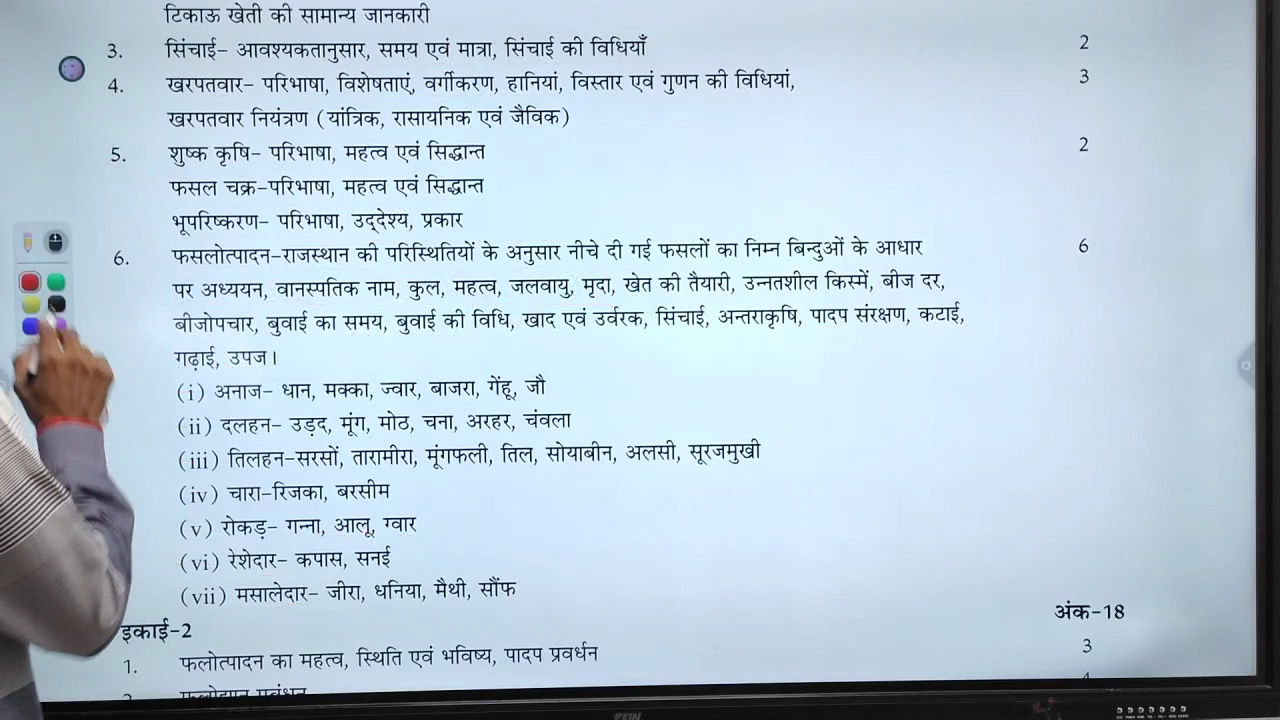 टिकाऊ खेती की सामान्य जानकारी
3. सिंचाई- आवश्यकतानुसार, समय एवं मात्रा, सिंचाई की विधियाँ 2
4. खरपतवार- परिभाषा, विशेषताएं, वर्गीकरण, हानियां, विस्तार एवं गुणन की विधियां, 3
खरपतवार नियंत्रण (यांत्रिक, रासायनिक एवं जैविक)
5. शुष्क कृषि- परिभाषा, महत्व एवं सिद्धान्त 2
फसल चक्र-परिभाषा, महत्व एवं सिद्धान्त
भूपरिष्करण- परिभाषा, उद्देश्य, प्रकार
6. फसलोत्पादन-राजस्थान की परिस्थितियों के अनुसार नीचे दी गई फसलों का निम्न बिन्दुओं के आधार 6
पर अध्ययन, वानस्पतिक नाम, कुल, महत्व, जलवायु, मृदा, खेत की तैयारी, उन्नतशील किस्में, बीज दर,
बीजोपचार, बुवाई का समय, बुवाई की विधि, खाद एवं उर्वरक, सिंचाई, अन्तराकृषि, पादप संरक्षण, कटाई,
गढ़ाई, उपज।
(i) अनाज- धान, मक्का, ज्वार, बाजरा, गेंहू, जौ
(ii) दलहन- उड़द, मूंग, मोठ, चना, अरहर, चंवला
(iii) तिलहन-सरसों, तारामीरा, मूंगफली, तिल, सोयाबीन, अलसी, सूरजमुखी
(iv) चारा-रिजका, बरसीम
(v) रोकड़- गन्ना, आलू, ग्वार
(vi) रेशेदार- कपास, सनई
(vii) मसालेदार- जीरा, धनिया, मैथी, सौंफ
इकाई-2 अंक-18
1. फलोत्पादन का महत्व, स्थिति एवं भविष्य, पादप प्रवर्धन 3